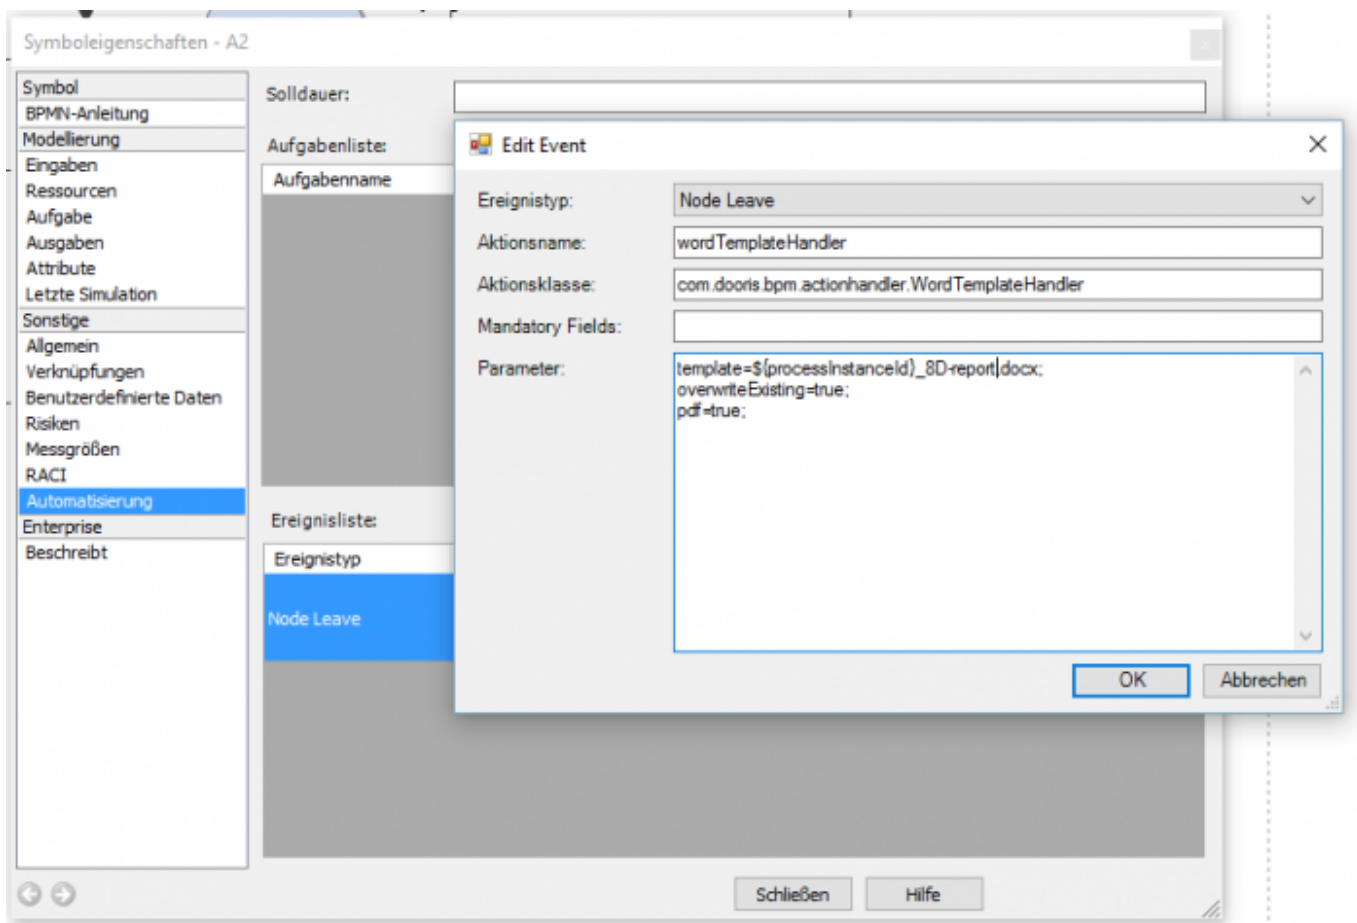 Symboleigenschaften - A2
Symbol
BPMN-Anleitung
Modellierung
Eingaben
Ressourcen
Aufgabe
Ausgaben
Attribute
Letzte Simulation
Sonstige
Allgemein
Verknüpfungen
Benutzerdefinierte Daten
Risiken
Messgrößen
RACI
Automatisierung
Enterprise
Beschreibt
Solldauer:
Aufgabenliste:
Aufgabenname
Ereignisliste:
Ereignistyp
Node Leave
Edit Event
Ereignistyp: Node Leave
Aktionsname: wordTemplateHandler
Aktionsklasse: com.dooris.bpm.actionhandler.WordTemplateHandler
Mandatory Fields:
Parameter: template=${processInstanceId}_8D-report.docx;
overwriteExisting=true;
pdf=true;
OK Abbrechen
Schließen Hilfe